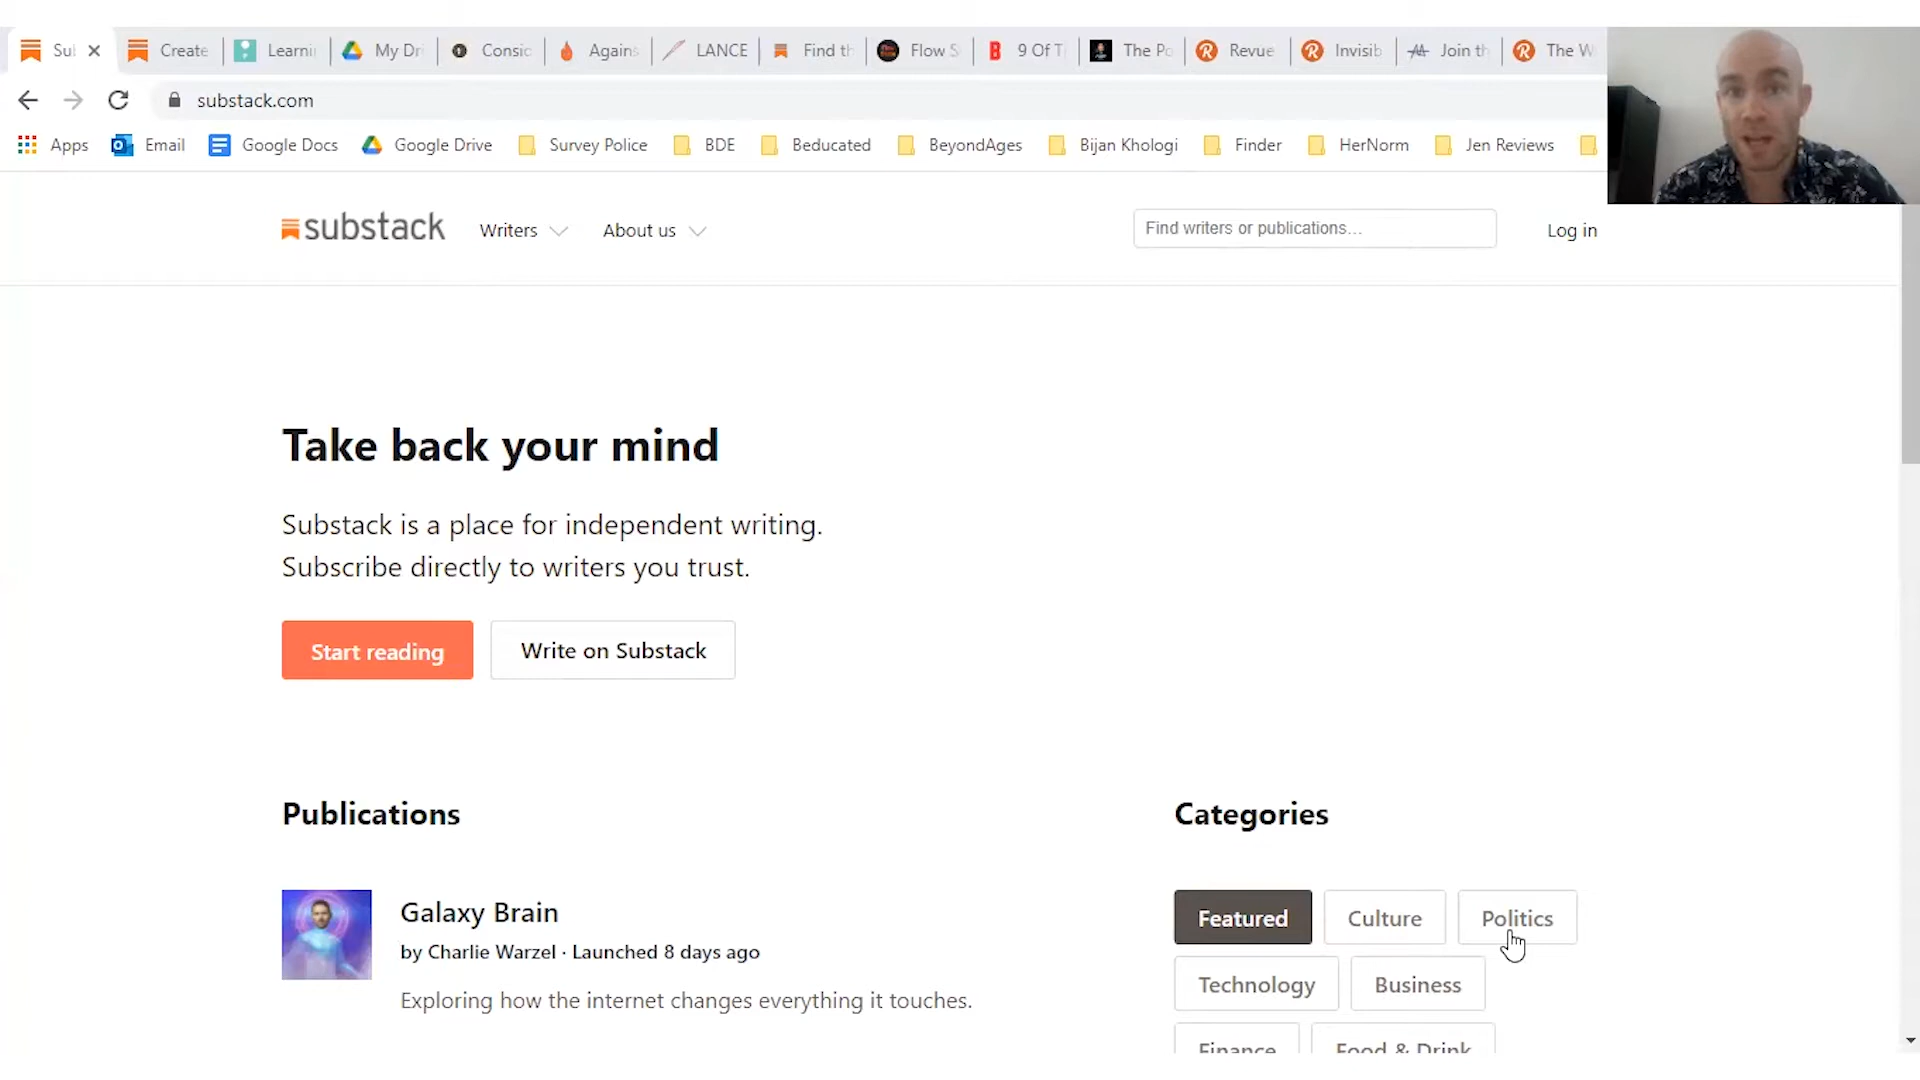 Sul
Create
Learni
My Dri
Consic
Agains
LANCE
Find th
Flow S
9 Of T
The Po
Revue
Invisib
Join th
The W
substack.com
Apps Email Google Docs Google Drive Survey Police BDE Beducated BeyondAges Bijan Khologi Finder HerNorm Jen Reviews
substack Writers About us Find writers or publications... Log in
Take back your mind
Substack is a place for independent writing.
Subscribe directly to writers you trust.
Start reading Write on Substack
Publications
Galaxy Brain
by Charlie Warzel · Launched 8 days ago
Exploring how the internet changes everything it touches.
Categories
Featured Culture Politics
Technology Business
Finance Food & Drink